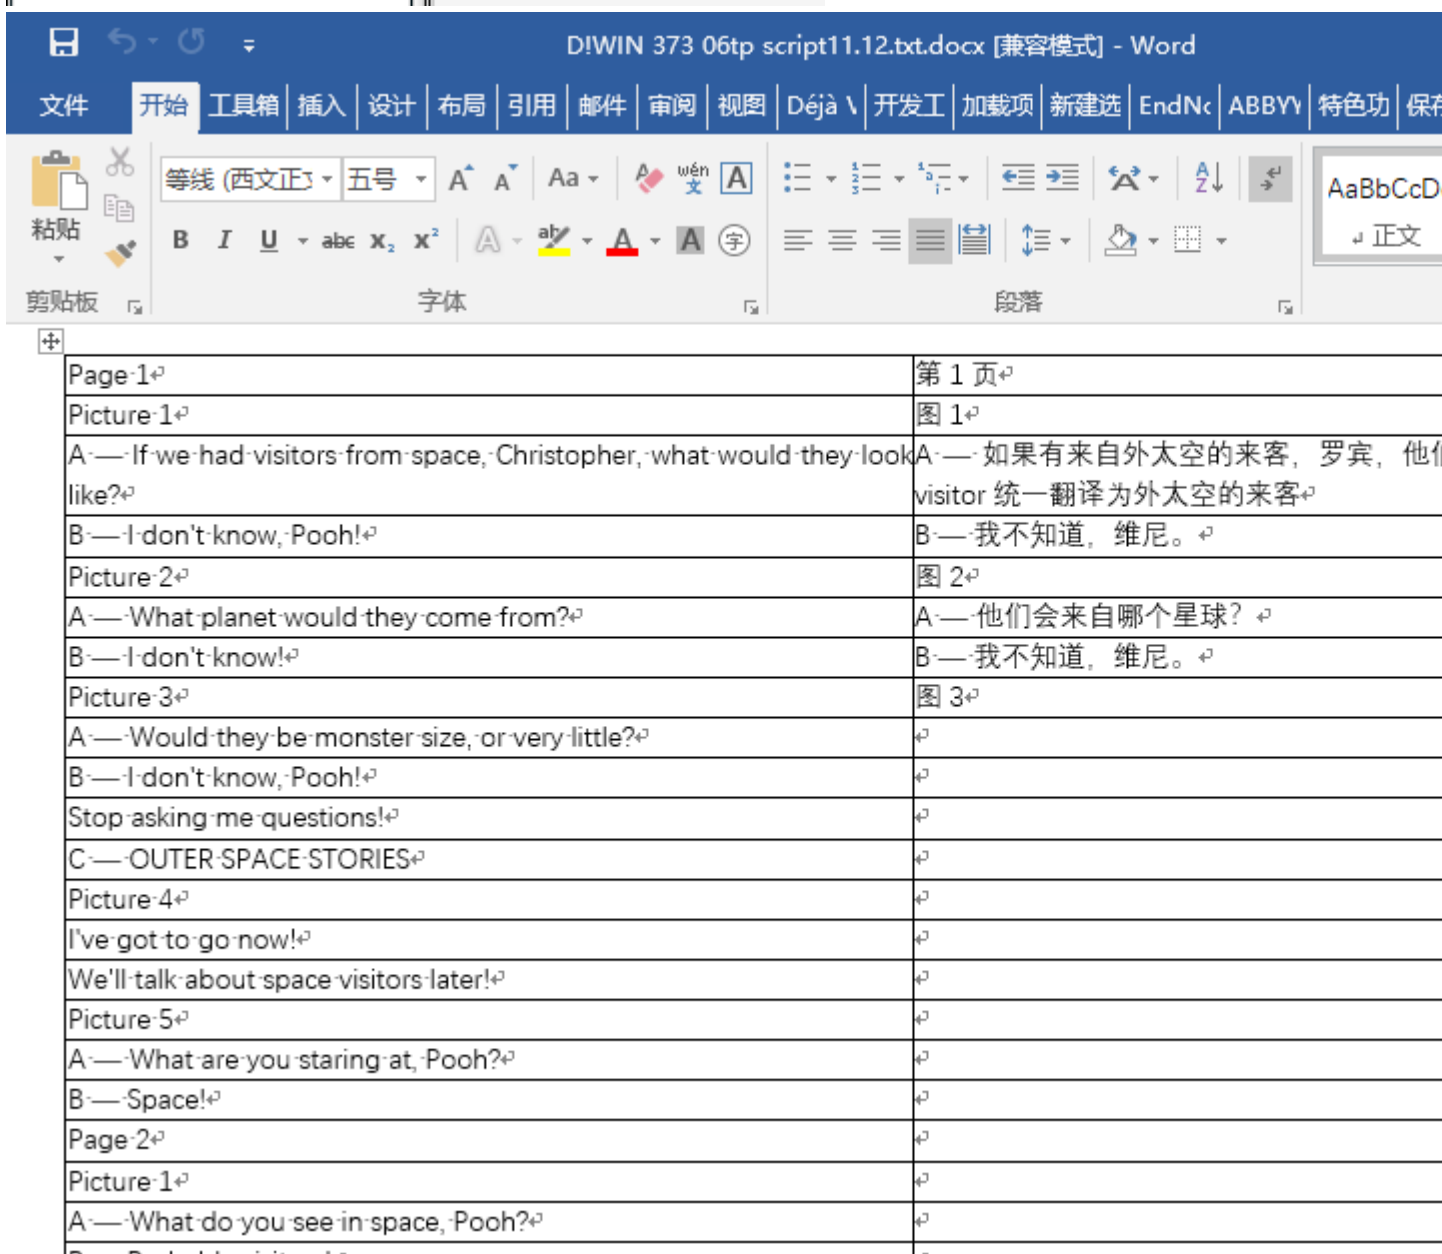 D!WIN 373 06tp script11.12.txt.docx [兼容模式] - Word
文件 开始 工具箱 插入 设计 布局 引用 邮件 审阅 视图 Déjà 开发工 加载项 新建选 EndNo ABBYY 特色功 保存
粘贴 等线 (西文正文 五号 A A Aa wén 文 A AaBbCcD
B I U abc X₂ X² A ab A A 字 正文
剪贴板 字体 段落
Page 1 第 1 页
Picture 1 图 1
A — If we had visitors from space, Christopher, what would they look A — 如果有来自外太空的来客，罗宾，他们
like? visitor 统一翻译为外太空的来客
B — I don't know, Pooh! B — 我不知道，维尼。
Picture 2 图 2
A — What planet would they come from? A — 他们会来自哪个星球？
B — I don't know! B — 我不知道，维尼。
Picture 3 图 3
A — Would they be monster size, or very little?
B — I don't know, Pooh!
Stop asking me questions!
C — OUTER SPACE STORIES
Picture 4
I've got to go now!
We'll talk about space visitors later!
Picture 5
A — What are you staring at, Pooh?
B — Space!
Page 2
Picture 1
A — What do you see in space, Pooh?